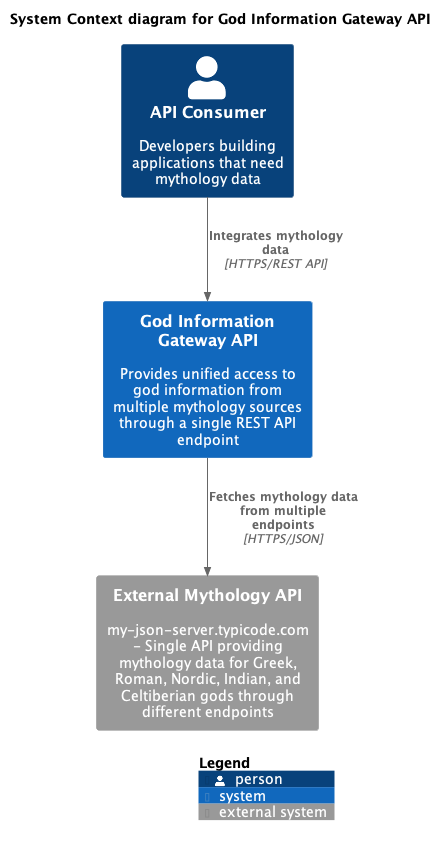 System Context diagram for God Information Gateway API
API Consumer
Developers building
applications that need
mythology data
Integrates mythology
data
[HTTPS/REST API]
God Information
Gateway API
Provides unified access to
god information from
multiple mythology sources
through a single REST API
endpoint
Fetches mythology data
from multiple
endpoints
[HTTPS/JSON]
External Mythology API
my-json-server.typicode.com
– Single API providing
mythology data for Greek,
Roman, Nordic, Indian, and
Celtiberian gods through
different endpoints
Legend
person
system
external system